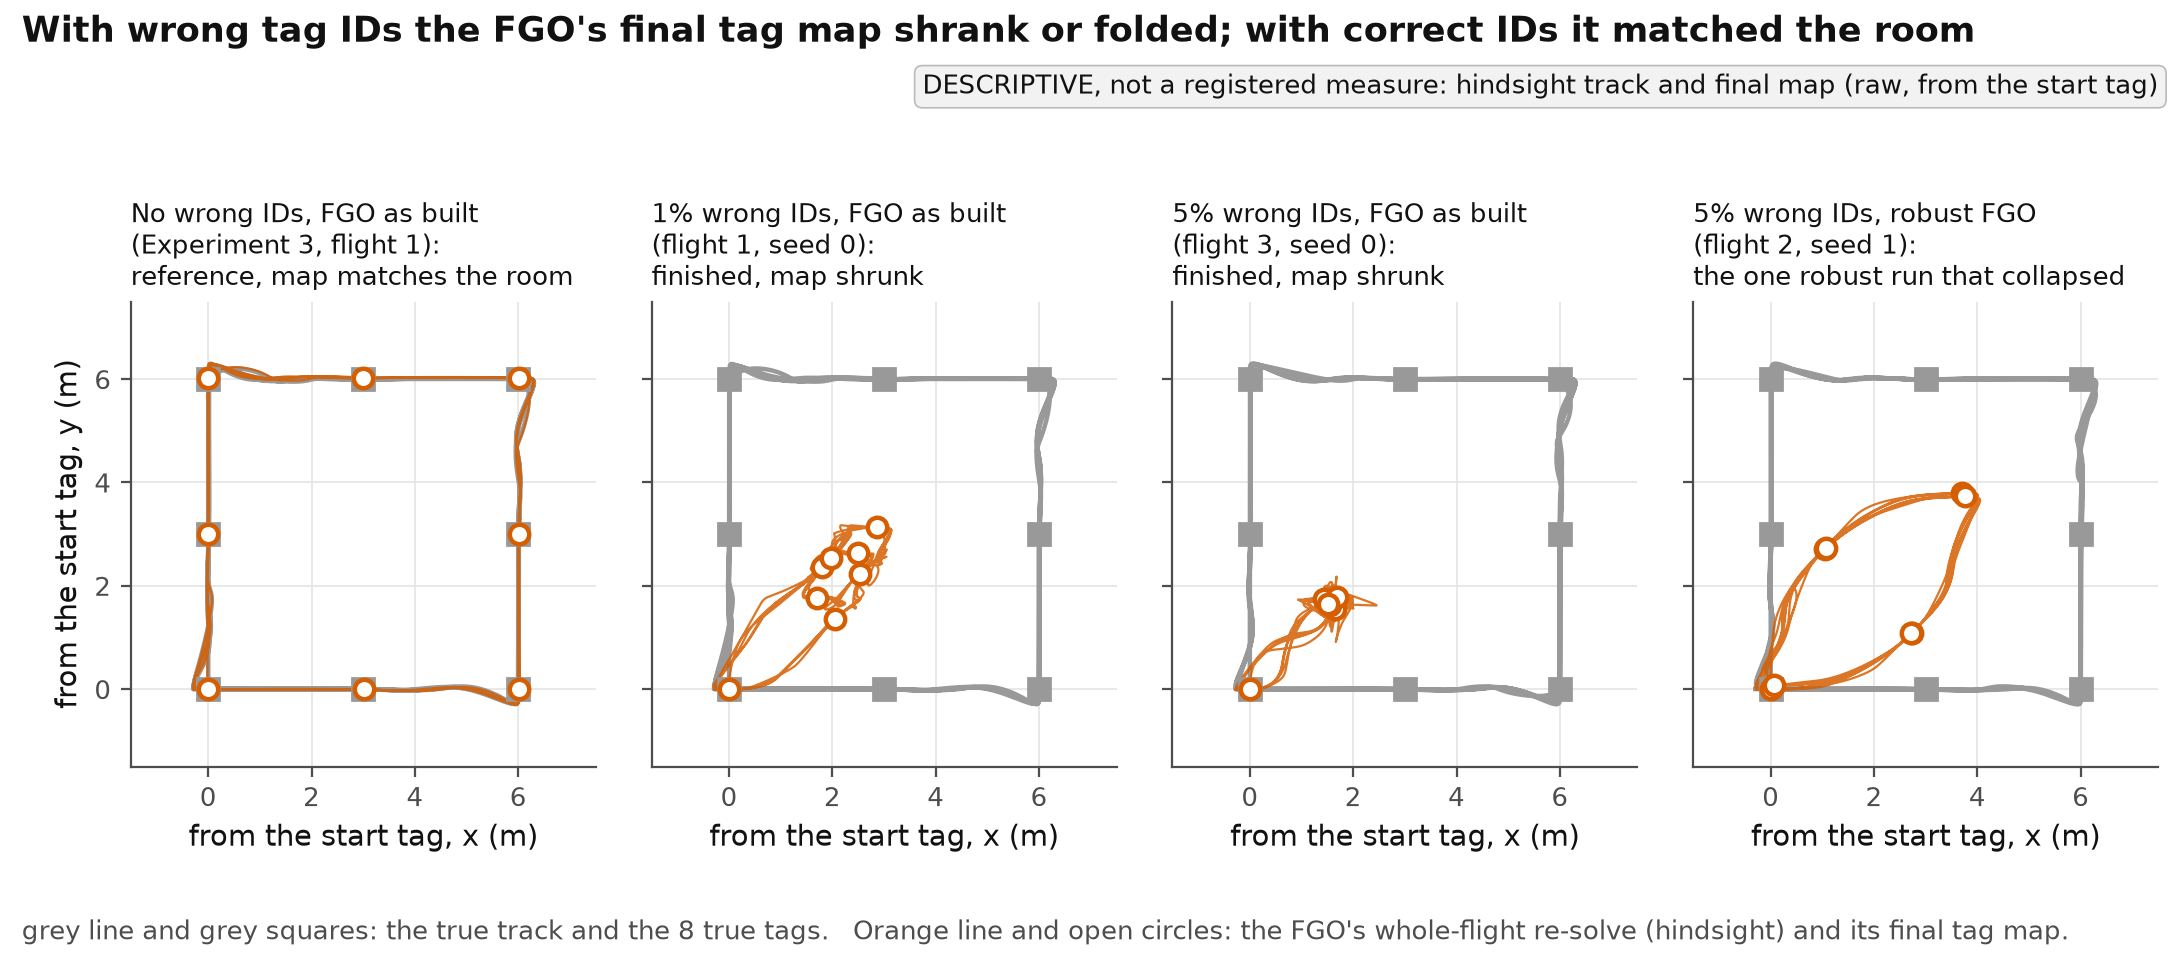 With wrong tag IDs the FGO's final tag map shrank or folded; with correct IDs it matched the room
DESCRIPTIVE, not a registered measure: hindsight track and final map (raw, from the start tag)
No wrong IDs, FGO as built
(Experiment 3, flight 1):
reference, map matches the room
1% wrong IDs, FGO as built
(flight 1, seed 0):
finished, map shrunk
5% wrong IDs, FGO as built
(flight 3, seed 0):
finished, map shrunk
5% wrong IDs, robust FGO
(flight 2, seed 1):
the one robust run that collapsed
from the start tag, y (m)
6
4
2
0
0 2 4 6
0 2 4 6
0 2 4 6
0 2 4 6
from the start tag, x (m)
from the start tag, x (m)
from the start tag, x (m)
from the start tag, x (m)
grey line and grey squares: the true track and the 8 true tags. Orange line and open circles: the FGO's whole-flight re-solve (hindsight) and its final tag map.